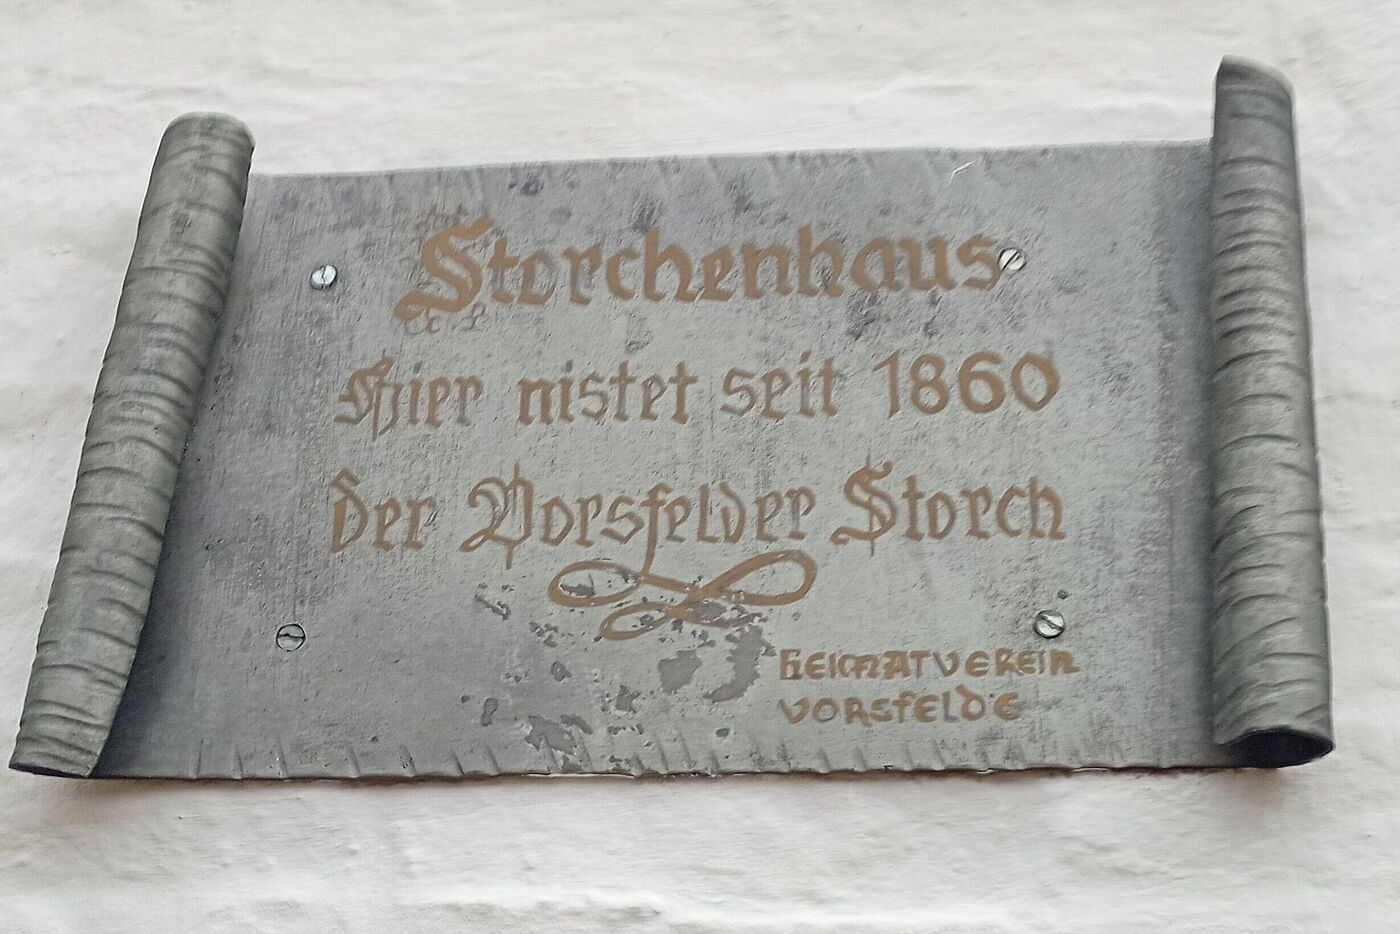 Storchenhaus
Hier nistet seit 1860
der Vorsfelder Storch
HEIMATVEREIN
VORSFELDE